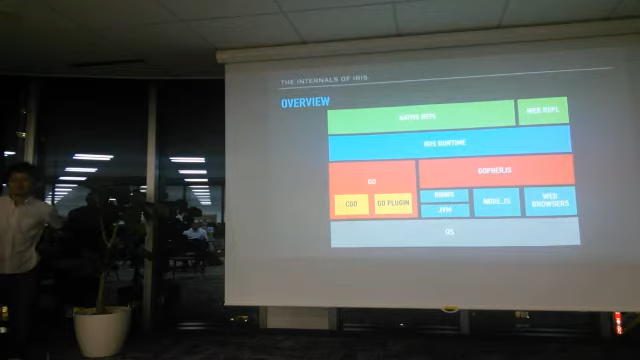 THE INTERNALS OF IRIS
OVERVIEW
NATIVE REPL
WEB REPL
IRIS RUNTIME
GO
GOPHERJS
CGO
GO PLUGIN
JVM
NODE.JS
WEB
BROWSERS
OS